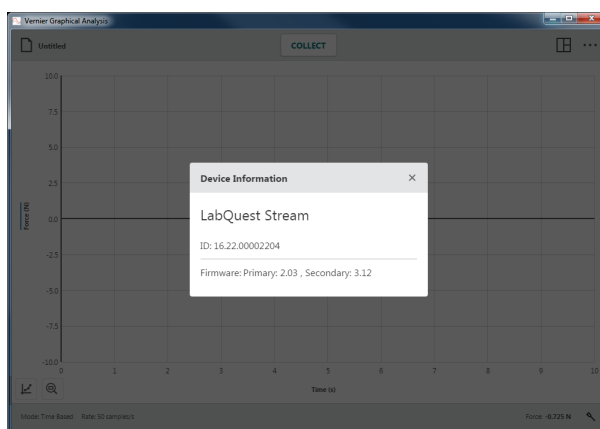 Vernier Graphical Analysis
Untitled
COLLECT
10.0
7.5
5.0
2.5
0.0
-2.5
-5.0
-7.5
-10.0
Force (N)
Device Information
LabQuest Stream
ID: 16.22.00002204
Firmware: Primary: 2.03 , Secondary: 3.12
0 1 2 3 4 5 6 7 8 9 10
Time (s)
Mode: Time Based Rate: 50 samples/s
Force: -0.725 N